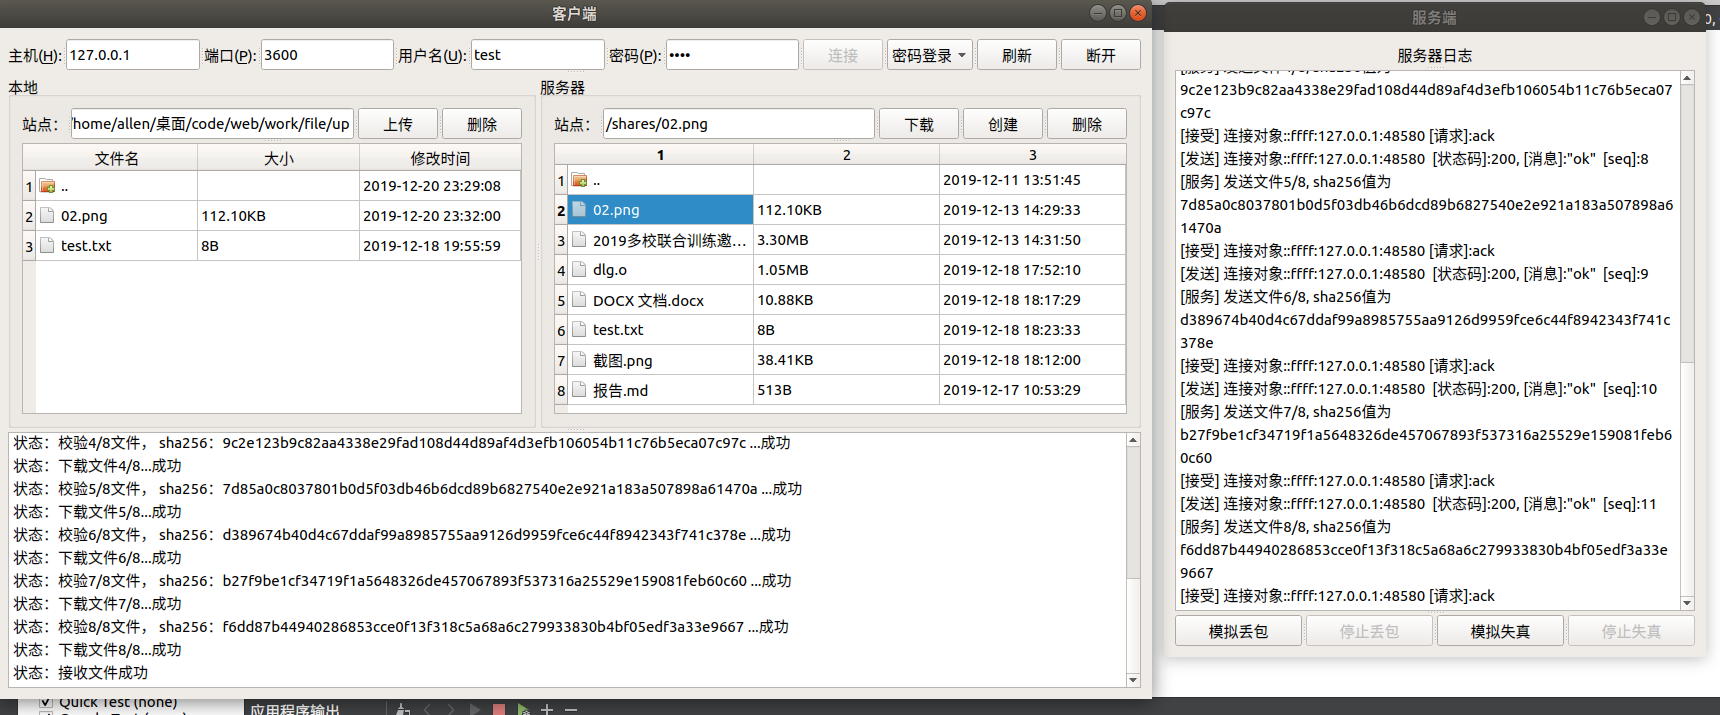 客户端
主机(H): 127.0.0.1 端口(P): 3600 用户名(U): test 密码(P): •••• 连接 密码登录 刷新 断开
本地
站点： /home/allen/桌面/code/web/work/file/up 上传 删除
文件名 大小 修改时间
1 .. 2019-12-20 23:29:08
2 02.png 112.10KB 2019-12-20 23:32:00
3 test.txt 8B 2019-12-18 19:55:59
服务器
站点： /shares/02.png 下载 创建 删除
1 2 3
1 .. 2019-12-11 13:51:45
2 02.png 112.10KB 2019-12-13 14:29:33
3 2019多校联合训练邀... 3.30MB 2019-12-13 14:31:50
4 dlg.o 1.05MB 2019-12-18 17:52:10
5 DOCX 文档.docx 10.88KB 2019-12-18 18:17:29
6 test.txt 8B 2019-12-18 18:23:33
7 截图.png 38.41KB 2019-12-18 18:12:00
8 报告.md 513B 2019-12-17 10:53:29
状态：校验4/8文件， sha256：9c2e123b9c82aa4338e29fad108d44d89af4d3efb106054b11c76b5eca07c97c ...成功
状态：下载文件4/8...成功
状态：校验5/8文件， sha256：7d85a0c8037801b0d5f03db46b6dcd89b6827540e2e921a183a507898a61470a ...成功
状态：下载文件5/8...成功
状态：校验6/8文件， sha256：d389674b40d4c67ddaf99a8985755aa9126d9959fce6c44f8942343f741c378e ...成功
状态：下载文件6/8...成功
状态：校验7/8文件， sha256：b27f9be1cf34719f1a5648326de457067893f537316a25529e159081feb60c60 ...成功
状态：下载文件7/8...成功
状态：校验8/8文件， sha256：f6dd87b44940286853cce0f13f318c5a68a6c279933830b4bf05edf3a33e9667 ...成功
状态：下载文件8/8...成功
状态：接收文件成功
Quick Test (none)
应用程序输出
服务端
服务器日志
[服务] 发送文件4/8, sha256值为
9c2e123b9c82aa4338e29fad108d44d89af4d3efb106054b11c76b5eca07
c97c
[接受] 连接对象::ffff:127.0.0.1:48580 [请求]:ack
[发送] 连接对象::ffff:127.0.0.1:48580 [状态码]:200, [消息]:"ok" [seq]:8
[服务] 发送文件5/8, sha256值为
7d85a0c8037801b0d5f03db46b6dcd89b6827540e2e921a183a507898a6
1470a
[接受] 连接对象::ffff:127.0.0.1:48580 [请求]:ack
[发送] 连接对象::ffff:127.0.0.1:48580 [状态码]:200, [消息]:"ok" [seq]:9
[服务] 发送文件6/8, sha256值为
d389674b40d4c67ddaf99a8985755aa9126d9959fce6c44f8942343f741c
378e
[接受] 连接对象::ffff:127.0.0.1:48580 [请求]:ack
[发送] 连接对象::ffff:127.0.0.1:48580 [状态码]:200, [消息]:"ok" [seq]:10
[服务] 发送文件7/8, sha256值为
b27f9be1cf34719f1a5648326de457067893f537316a25529e159081feb6
0c60
[接受] 连接对象::ffff:127.0.0.1:48580 [请求]:ack
[发送] 连接对象::ffff:127.0.0.1:48580 [状态码]:200, [消息]:"ok" [seq]:11
[服务] 发送文件8/8, sha256值为
f6dd87b44940286853cce0f13f318c5a68a6c279933830b4bf05edf3a33e
9667
[接受] 连接对象::ffff:127.0.0.1:48580 [请求]:ack
模拟丢包 停止丢包 模拟失真 停止失真